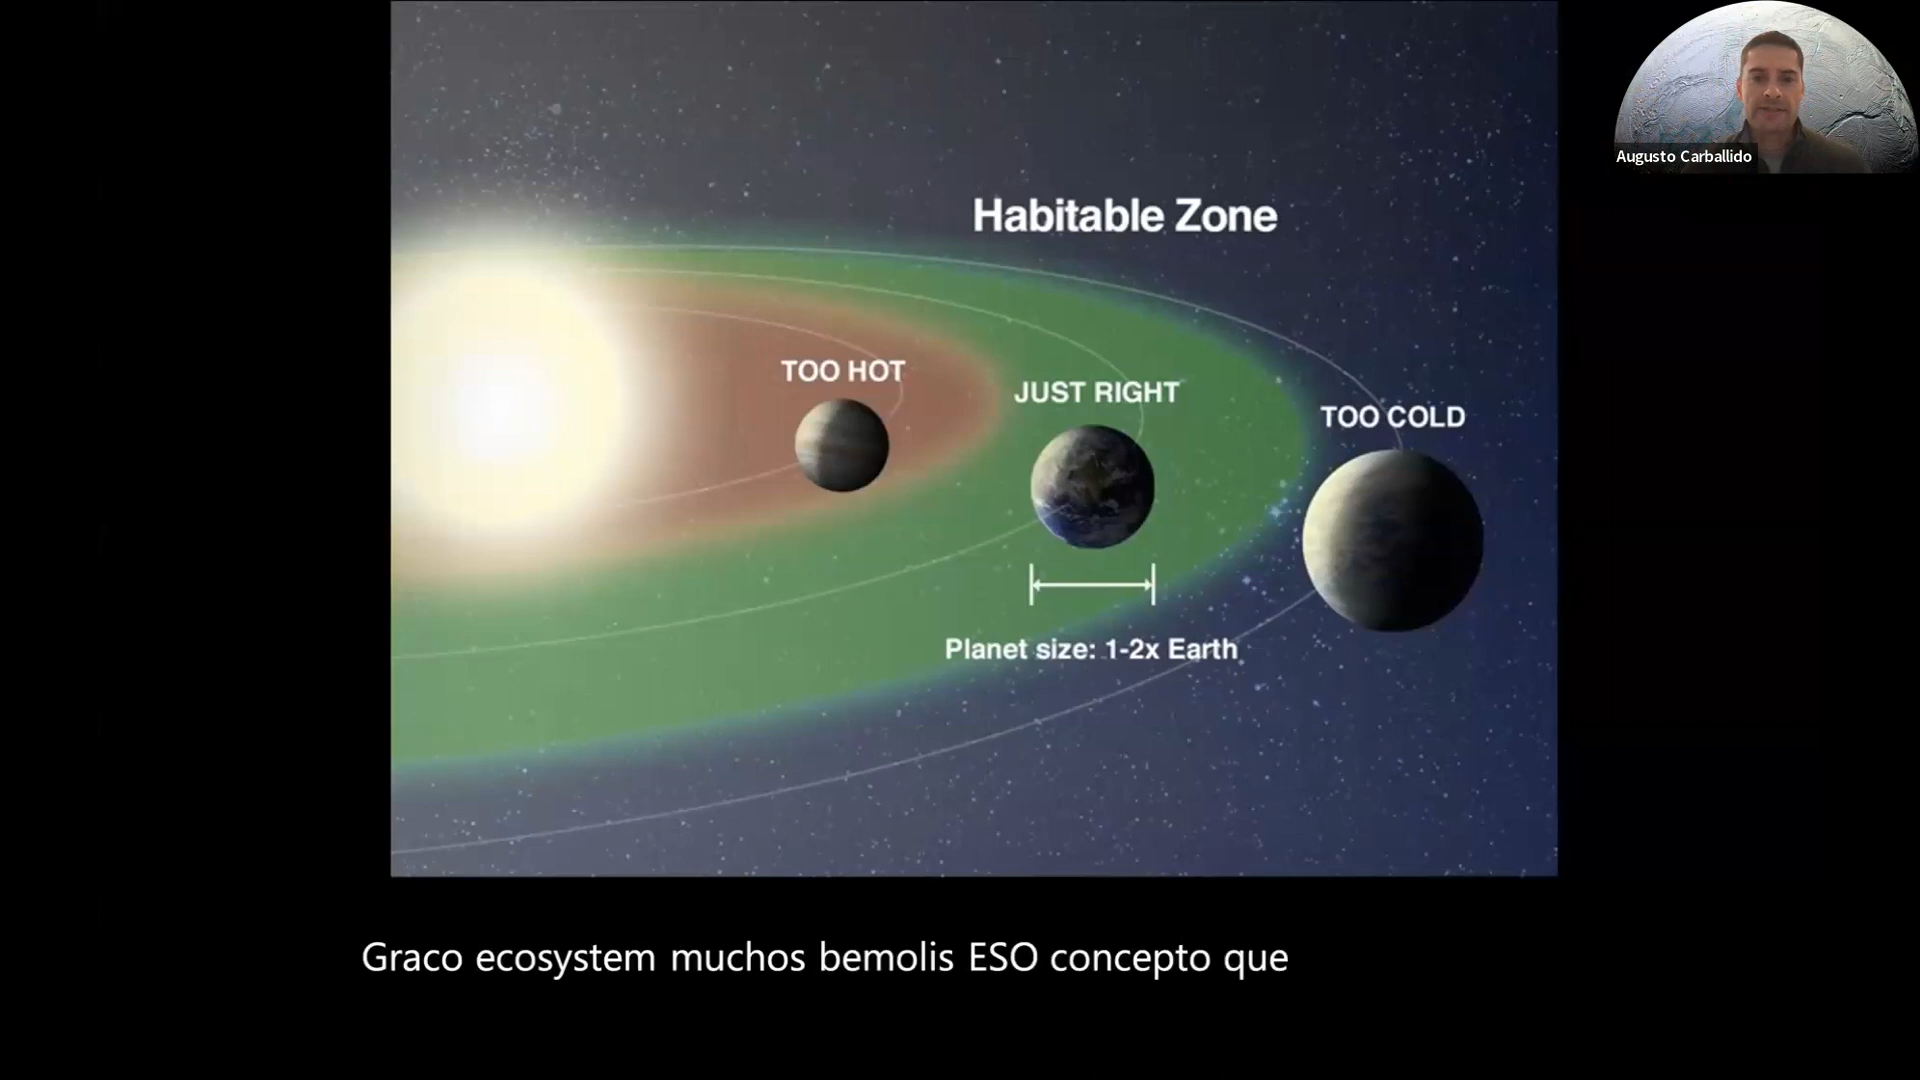 Augusto Carballido
Habitable Zone
TOO HOT
JUST RIGHT
TOO COLD
Planet size: 1-2x Earth
Graco ecosystem muchos bemolis ESO concepto que